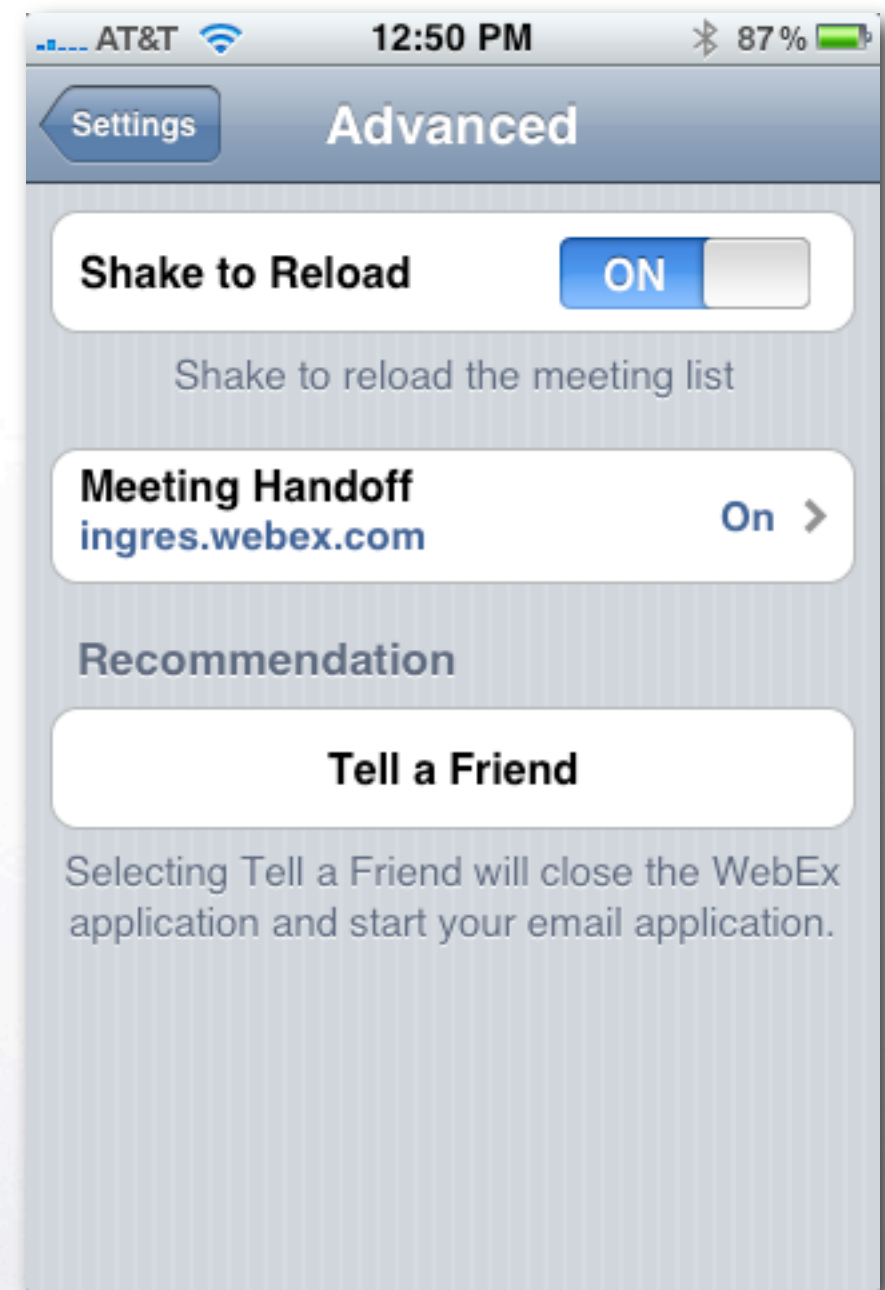 AT&T 12:50 PM 87%
Settings Advanced
Shake to Reload ON
Shake to reload the meeting list
Meeting Handoff
ingres.webex.com On
Recommendation
Tell a Friend
Selecting Tell a Friend will close the WebEx
application and start your email application.